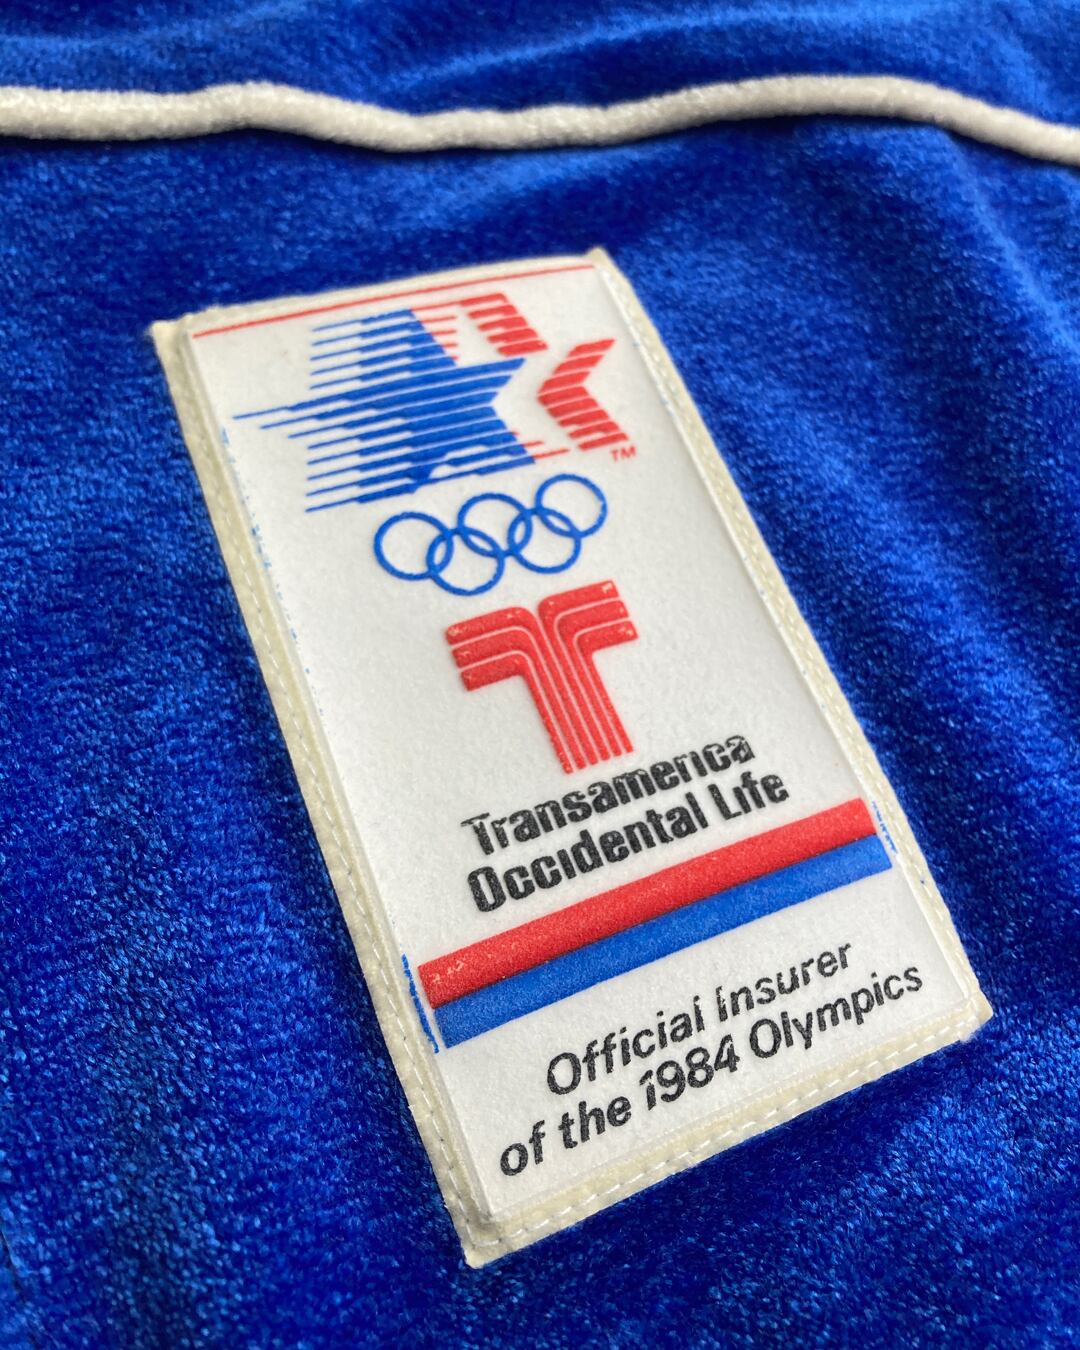 TM
Transamerica
Occidental Life
Official Insurer
of the 1984 Olympics